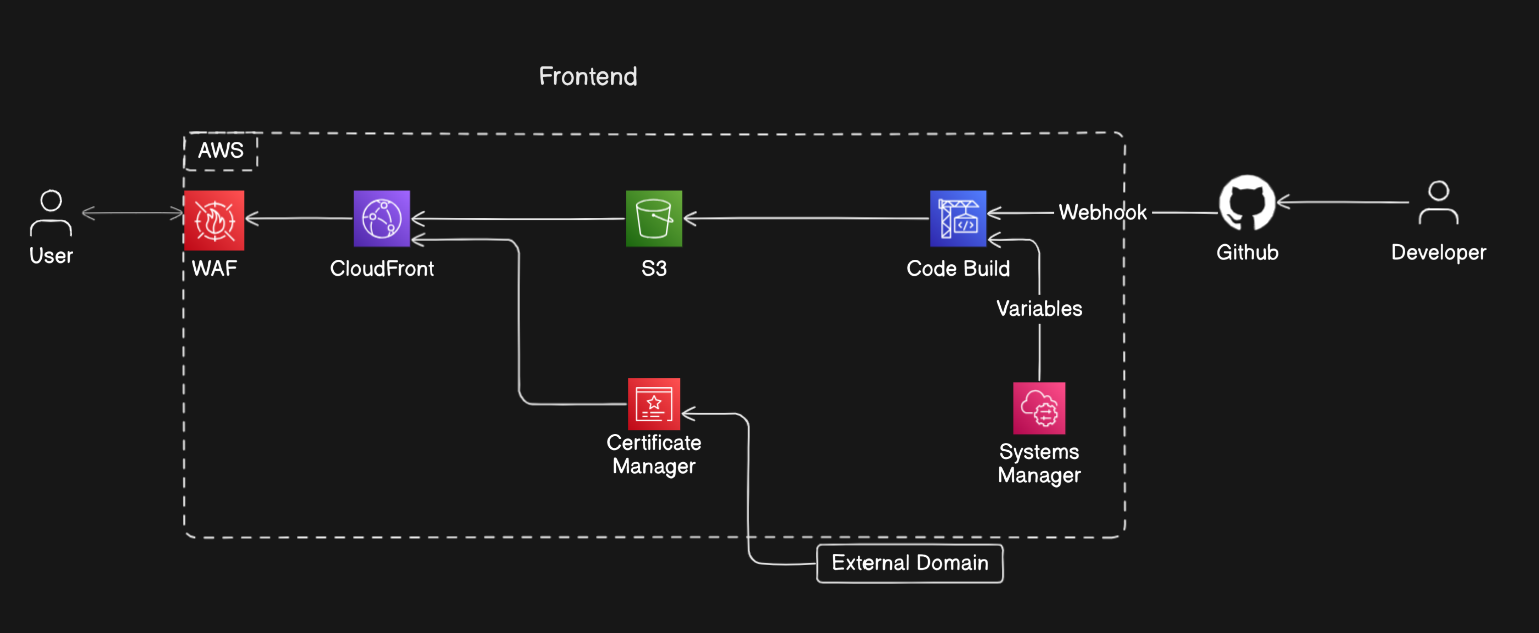 Frontend
AWS
User
WAF
CloudFront
S3
Code Build
Webhook
Github
Developer
Variables
Certificate
Manager
Systems
Manager
External Domain